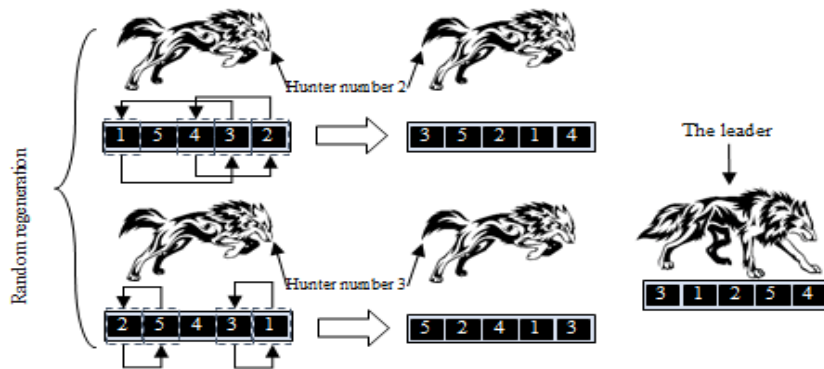 Random regeneration
Hunter number 2
1 5 4 3 2
3 5 2 1 4
The leader
Hunter number 3
3 1 2 5 4
2 5 4 3 1
5 2 4 1 3